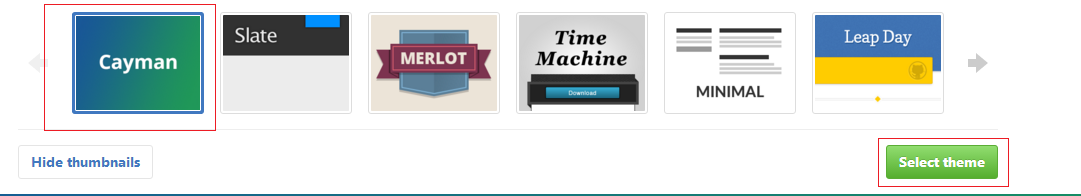 Cayman
Slate
MERLOT
Time
Machine
Download
MINIMAL
Leap Day
Hide thumbnails
Select theme